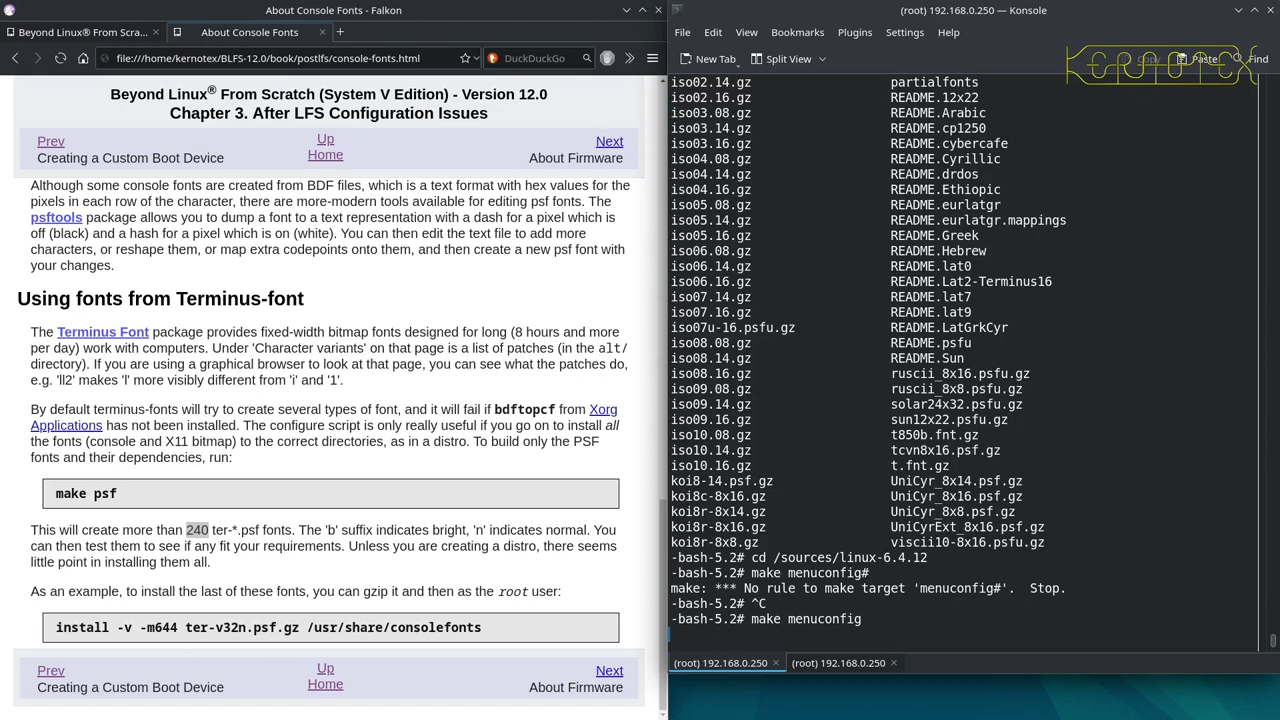 About Console Fonts - Falkon
Beyond Linux® From Scra...
About Console Fonts
file:///home/kernotex/BLFS-12.0/book/postlfs/console-fonts.html
DuckDuckGo
Beyond Linux® From Scratch (System V Edition) - Version 12.0
Chapter 3. After LFS Configuration Issues
Prev
Up
Next
Creating a Custom Boot Device
Home
About Firmware
Although some console fonts are created from BDF files, which is a text format with hex values for the
pixels in each row of the character, there are more-modern tools available for editing psf fonts. The
psftools package allows you to dump a font to a text representation with a dash for a pixel which is
off (black) and a hash for a pixel which is on (white). You can then edit the text file to add more
characters, or reshape them, or map extra codepoints onto them, and then create a new psf font with
your changes.
Using fonts from Terminus-font
The Terminus Font package provides fixed-width bitmap fonts designed for long (8 hours and more
per day) work with computers. Under 'Character variants' on that page is a list of patches (in the alt/
directory). If you are using a graphical browser to look at that page, you can see what the patches do,
e.g. 'll2' makes 'l' more visibly different from 'i' and '1'.
By default terminus-fonts will try to create several types of font, and it will fail if bdftopcf from Xorg
Applications has not been installed. The configure script is only really useful if you go on to install all
the fonts (console and X11 bitmap) to the correct directories, as in a distro. To build only the PSF
fonts and their dependencies, run:
make psf
This will create more than 240 ter-*.psf fonts. The 'b' suffix indicates bright, 'n' indicates normal. You
can then test them to see if any fit your requirements. Unless you are creating a distro, there seems
little point in installing them all.
As an example, to install the last of these fonts, you can gzip it and then as the root user:
install -v -m644 ter-v32n.psf.gz /usr/share/consolefonts
Prev
Up
Next
Creating a Custom Boot Device
Home
About Firmware
(root) 192.168.0.250 — Konsole
File Edit View Bookmarks Plugins Settings Help
New Tab Split View Copy Paste Find
KERNOTEX
iso02.14.gz partialfonts
iso02.16.gz README.12x22
iso03.08.gz README.Arabic
iso03.14.gz README.cp1250
iso03.16.gz README.cybercafe
iso04.08.gz README.Cyrillic
iso04.14.gz README.drdos
iso04.16.gz README.Ethiopic
iso05.08.gz README.eurlatgr
iso05.14.gz README.eurlatgr.mappings
iso05.16.gz README.Greek
iso06.08.gz README.Hebrew
iso06.14.gz README.lat0
iso06.16.gz README.Lat2-Terminus16
iso07.14.gz README.lat7
iso07.16.gz README.lat9
iso07u-16.psfu.gz README.LatGrkCyr
iso08.08.gz README.psfu
iso08.14.gz README.Sun
iso08.16.gz ruscii_8x16.psfu.gz
iso09.08.gz ruscii_8x8.psfu.gz
iso09.14.gz solar24x32.psfu.gz
iso09.16.gz sun12x22.psfu.gz
iso10.08.gz t850b.fnt.gz
iso10.14.gz tcvn8x16.psf.gz
iso10.16.gz t.fnt.gz
koi8-14.psf.gz UniCyr_8x14.psf.gz
koi8c-8x16.gz UniCyr_8x16.psf.gz
koi8r-8x14.gz UniCyr_8x8.psf.gz
koi8r-8x16.gz UniCyrExt_8x16.psf.gz
koi8r-8x8.gz viscii10-8x16.psf.gz
-bash-5.2# cd /sources/linux-6.4.12
-bash-5.2# make menuconfig#
make: *** No rule to make target 'menuconfig#'.  Stop.
-bash-5.2# ^C
-bash-5.2# make menuconfig
(root) 192.168.0.250
(root) 192.168.0.250